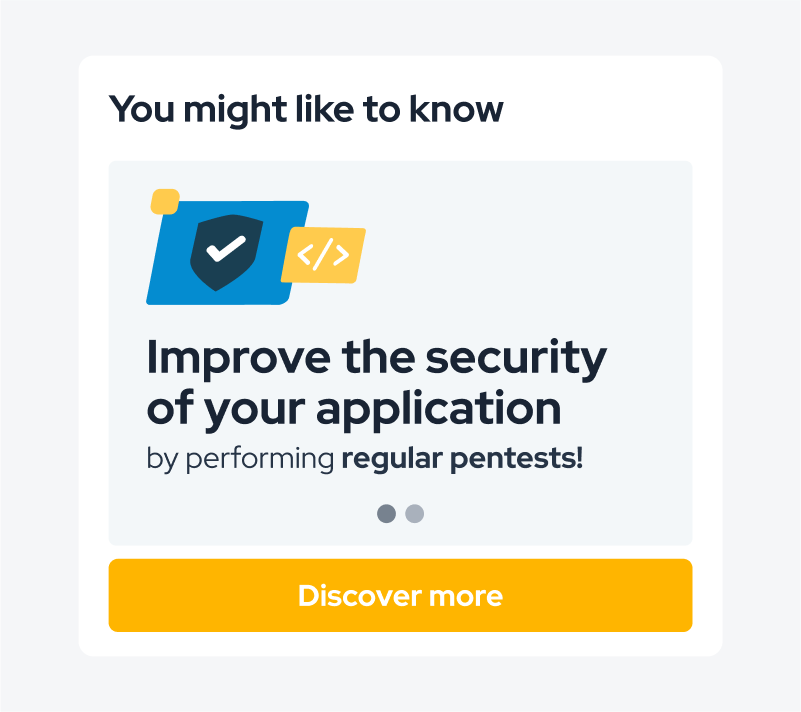 You might like to know
</>
Improve the security
of your application
by performing regular pentests!
Discover more